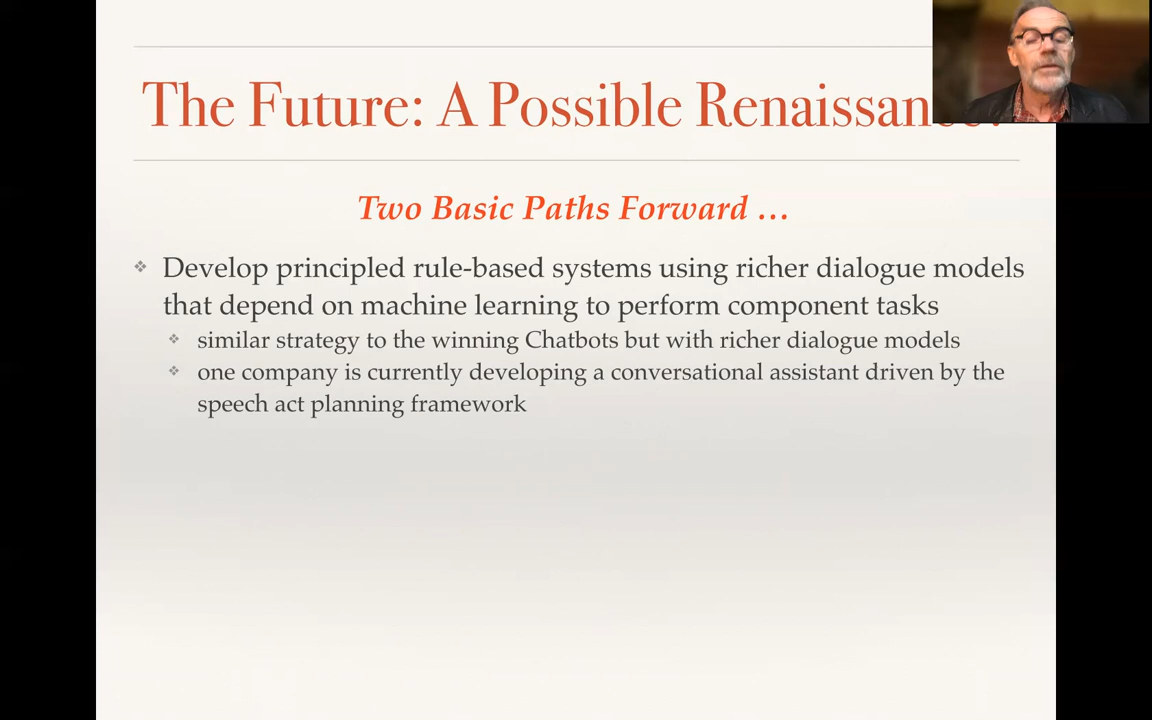 The Future: A Possible
Two Basic Paths Forward …
❖ Develop principled rule-based systems using richer dialogue models
that depend on machine learning to perform component tasks
❖ similar strategy to the winning Chatbots but with richer dialogue models
❖ one company is currently developing a conversational assistant driven by the
speech act planning framework